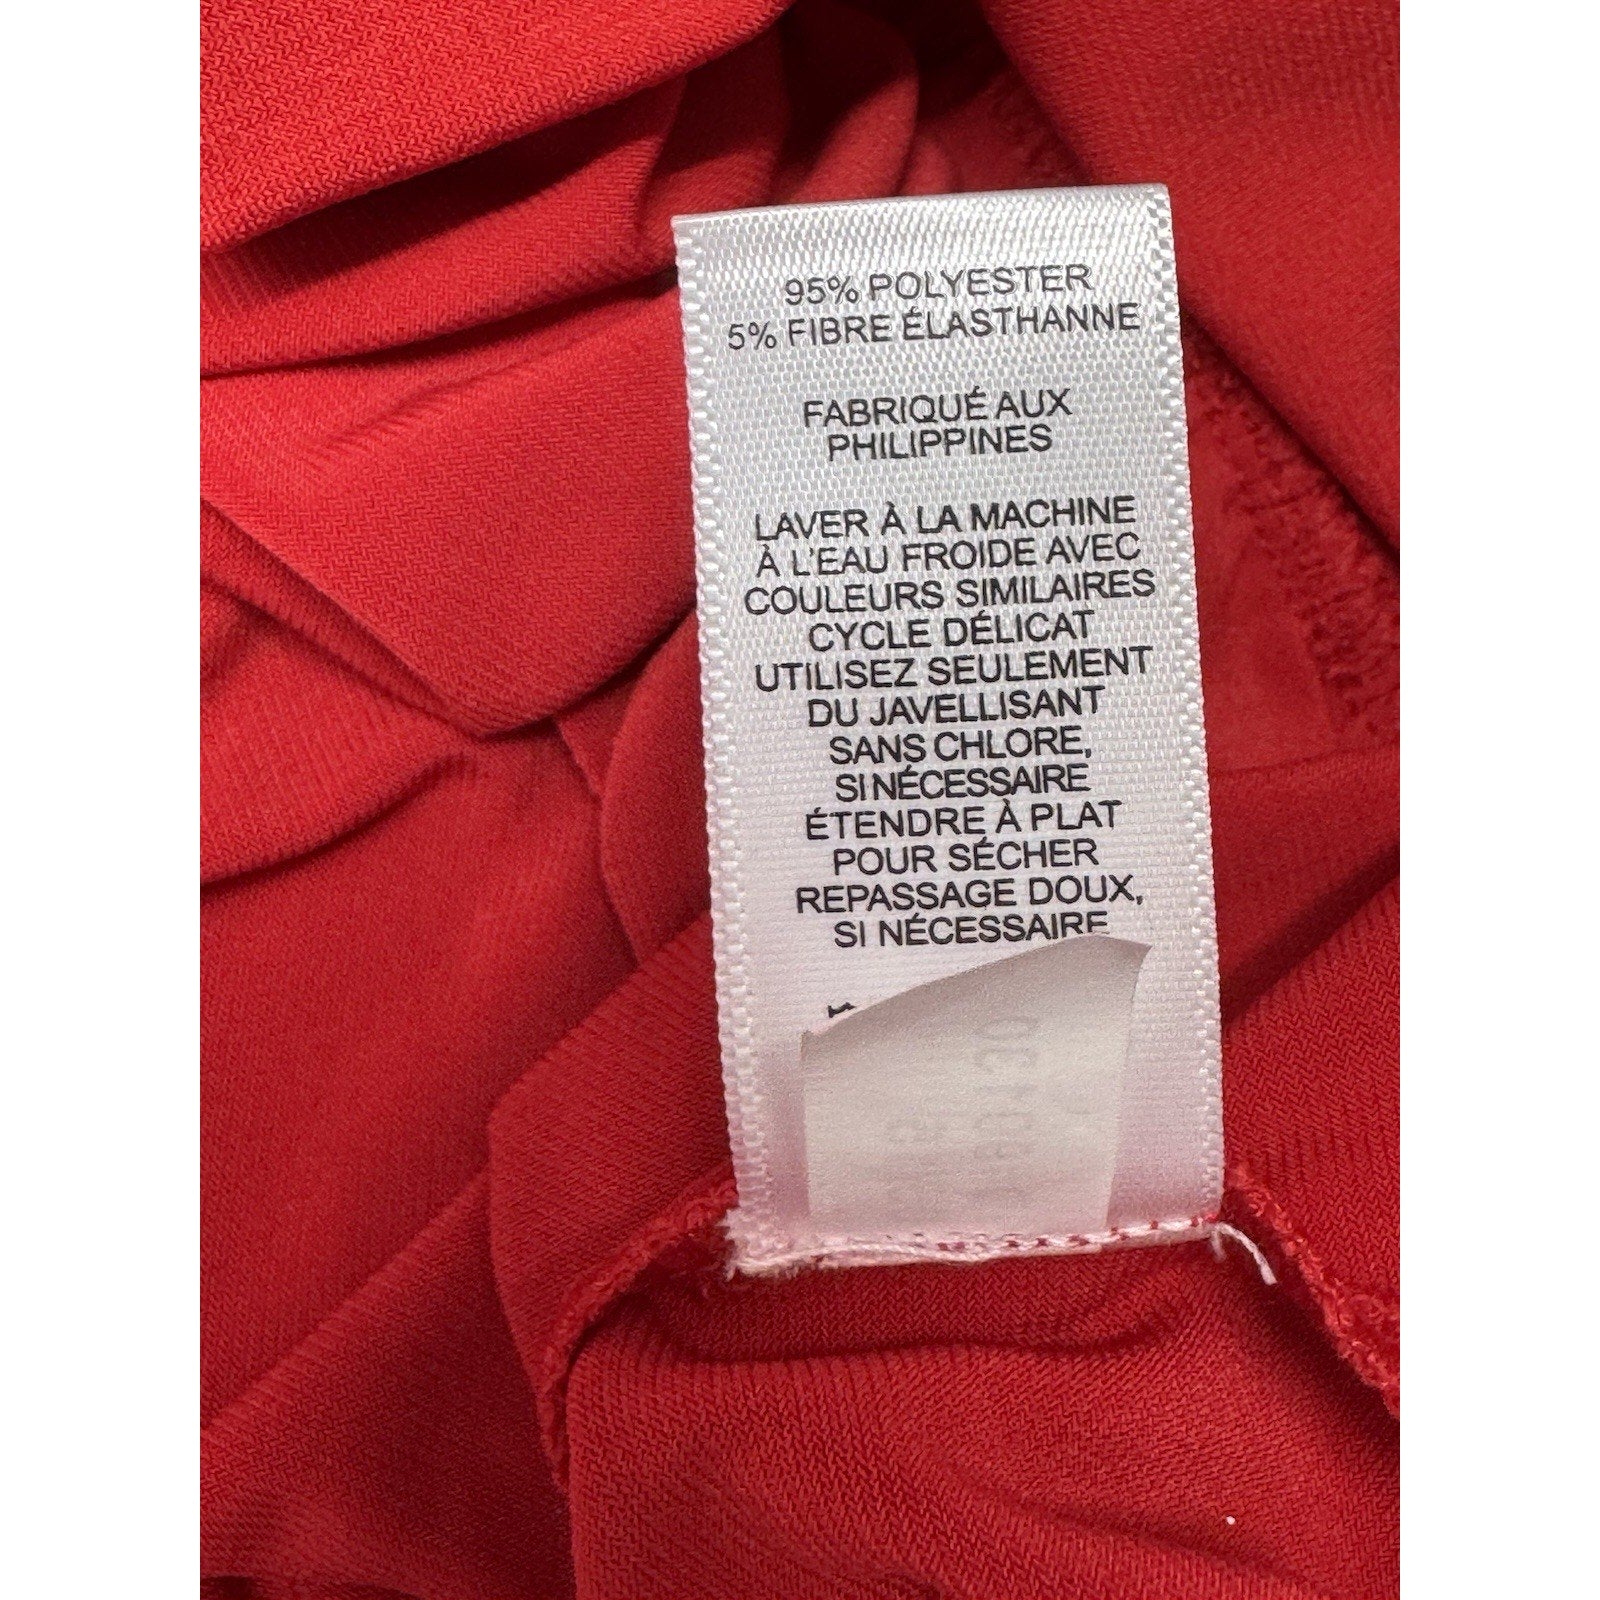 95% POLYESTER
5% FIBRE ÉLASTHANNE
FABRIQUÉ AUX
PHILIPPINES
LAVER À LA MACHINE
À L'EAU FROIDE AVEC
COULEURS SIMILAIRES
CYCLE DÉLICAT
UTILISEZ SEULEMENT
DU JAVELLISANT
SANS CHLORE,
SI NÉCESSAIRE
ÉTENDRE À PLAT
POUR SÉCHER
REPASSAGE DOUX,
SI NÉCESSAIRE